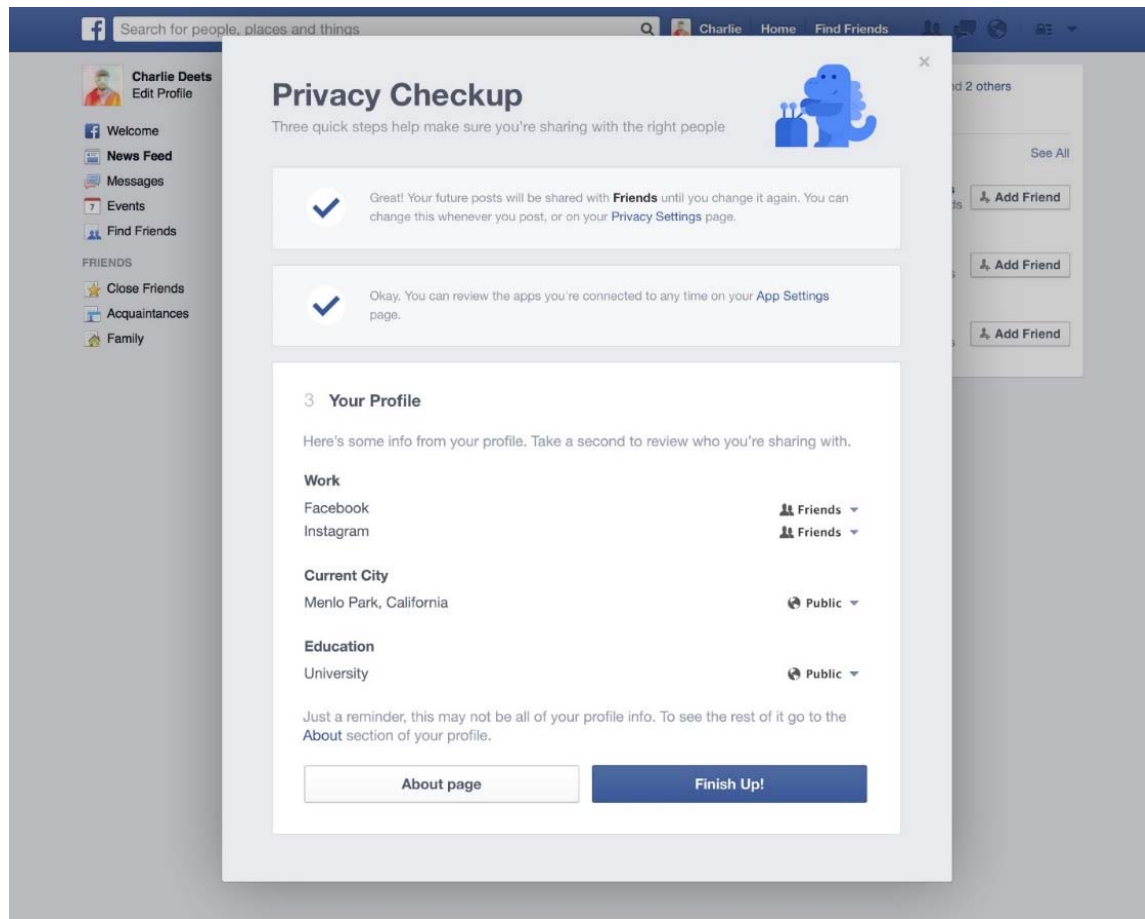 Search for people, places and things
Charlie Home Find Friends
Charlie Deets
Edit Profile
Welcome
News Feed
Messages
7 Events
Find Friends
FRIENDS
Close Friends
Acquaintances
Family
Privacy Checkup
Three quick steps help make sure you're sharing with the right people
Great! Your future posts will be shared with Friends until you change it again. You can
change this whenever you post, or on your Privacy Settings page.
Okay. You can review the apps you're connected to any time on your App Settings
page.
3 Your Profile
Here's some info from your profile. Take a second to review who you're sharing with.
Work
Facebook Friends
Instagram Friends
Current City
Menlo Park, California Public
Education
University Public
Just a reminder, this may not be all of your profile info. To see the rest of it go to the
About section of your profile.
About page Finish Up!
2 others
See All
Add Friend
Add Friend
Add Friend